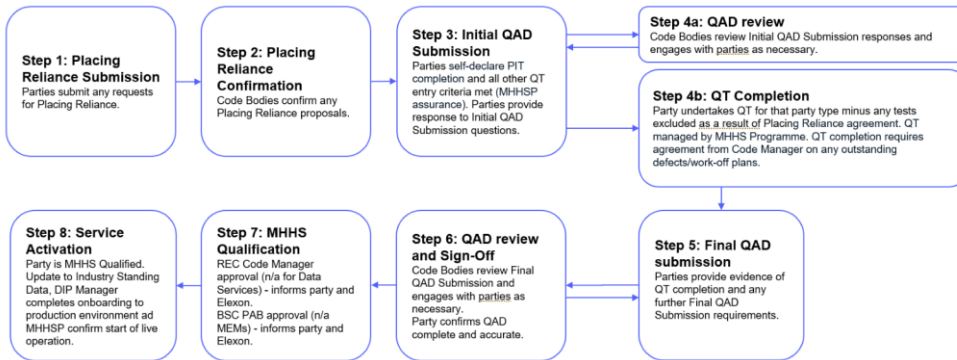 Step 1: Placing
Reliance Submission
Parties submit any requests
for Placing Reliance.
Step 2: Placing
Reliance
Confirmation
Code Bodies confirm any
Placing Reliance proposals.
Step 3: Initial QAD
Submission
Parties self-declare PIT
completion and all other QT
entry criteria met (MHHSP
assurance). Parties provide
response to Initial QAD
Submission questions.
Step 4a: QAD review
Code Bodies review Initial QAD Submission responses and
engages with parties as necessary.
Step 4b: QT Completion
Party undertakes QT for that party type minus any tests
excluded as a result of Placing Reliance agreement. QT
managed by MHHS Programme. QT completion requires
agreement from Code Manager on any outstanding
defects/work-off plans.
Step 5: Final QAD
submission
Parties provide evidence of
QT completion and any
further Final QAD
Submission requirements.
Step 6: QAD review
and Sign-Off
Code Bodies review Final
QAD Submission and
engages with parties as
necessary.
Party confirms QAD
complete and accurate.
Step 7: MHHS
Qualification
REC Code Manager
approval (n/a for Data
Services) - informs party and
Elexon.
BSC PAB approval (n/a
MEMs) - informs party and
Elexon.
Step 8: Service
Activation
Party is MHHS Qualified.
Update to Industry Standing
Data, DIP Manager
completes onboarding to
production environment ad
MHHSP confirm start of live
operation.